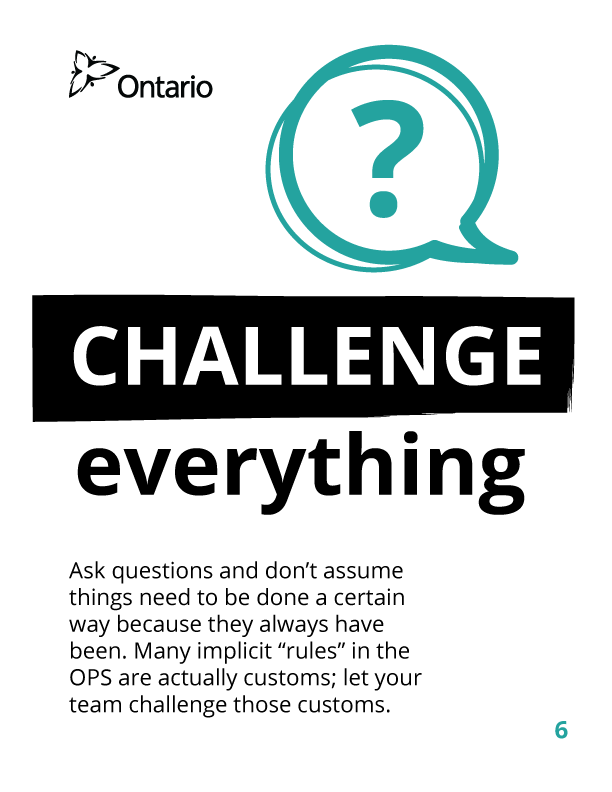 Ontario
?
CHALLENGE
everything
Ask questions and don’t assume
things need to be done a certain
way because they always have
been. Many implicit “rules” in the
OPS are actually customs; let your
team challenge those customs.
6